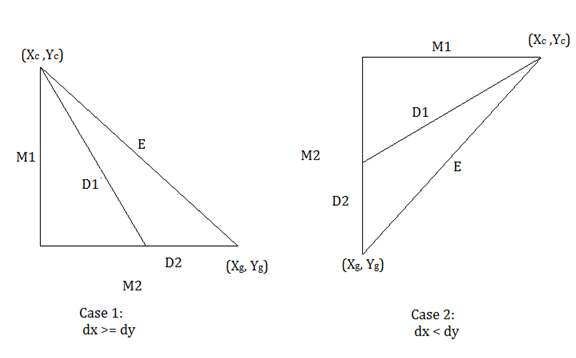 (Xc ,Yc)
M1
E
D1
D2
(Xg, Yg)
M2
Case 1:
dx >= dy
(Xc ,Yc)
M1
D1
M2
E
D2
(Xg, Yg)
Case 2:
dx < dy